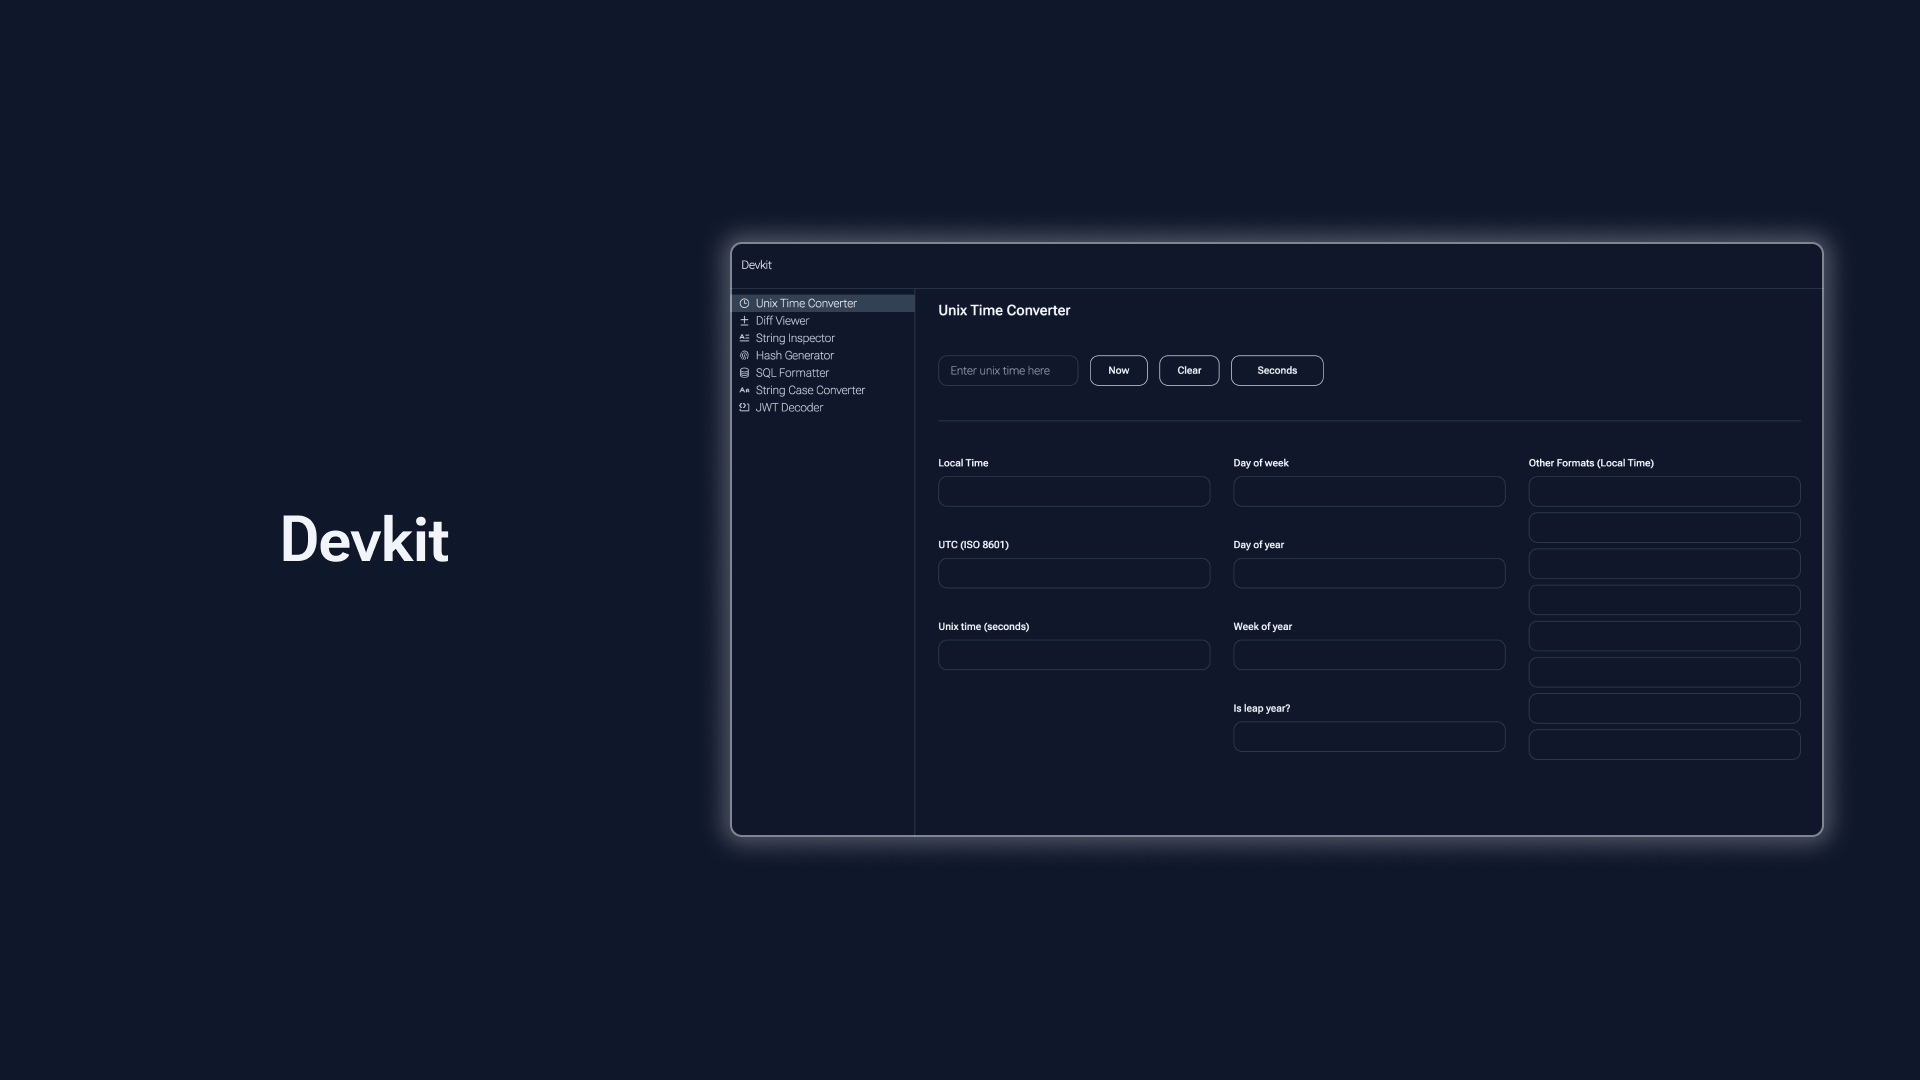 Devkit
Devkit
Unix Time Converter
Diff Viewer
String Inspector
Hash Generator
SQL Formatter
String Case Converter
JWT Decoder
Unix Time Converter
Enter unix time here
Now
Clear
Seconds
Local Time
UTC (ISO 8601)
Unix time (seconds)
Day of week
Day of year
Week of year
Is leap year?
Other Formats (Local Time)